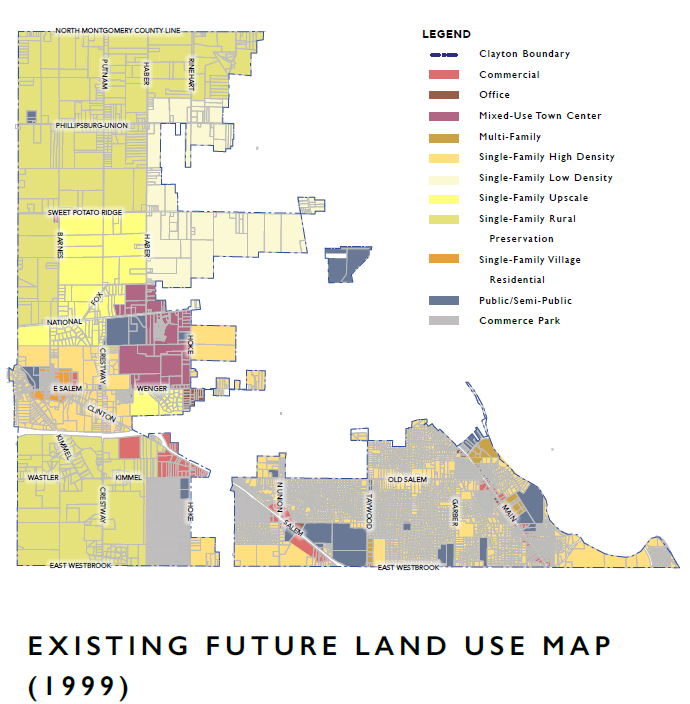 NORTH MONTGOMERY COUNTY LINE
PUTNAM
HABER
RINEHART
PHILLIPSBURG-UNION
SWEET POTATO RIDGE
BARNES
HABER
FOX
NATIONAL
HOKE
CRESTWAY
E SALEM
WENGER
CLINTON
KIMMEL
WASTLER
KIMMEL
CRESTWAY
HOKE
EAST WESTBROOK
OLD SALEM
N UNION
SALEM
TAYWOOD
GARBER
MAIN
EAST WESTBROOK
LEGEND
Clayton Boundary
Commercial
Office
Mixed-Use Town Center
Multi-Family
Single-Family High Density
Single-Family Low Density
Single-Family Upscale
Single-Family Rural
Preservation
Single-Family Village
Residential
Public/Semi-Public
Commerce Park
EXISTING FUTURE LAND USE MAP
(1999)